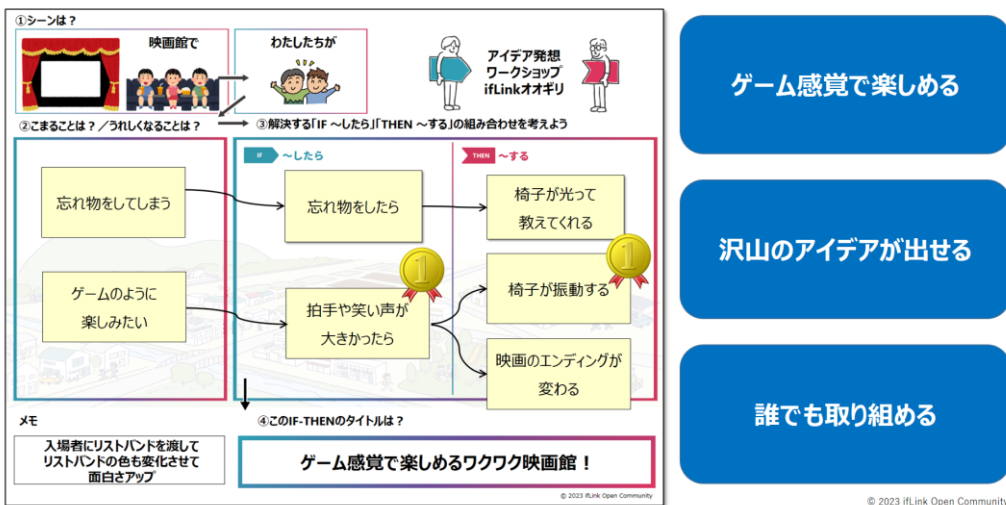 ①シーンは？
映画館で
わたしたちが
アイデア発想
ワークショップ
ifLinkオオギリ
②こまることは？／うれしくなることは？
③解決する「IF ～したら」「THEN ～する」の組み合わせを考えよう
IF ～したら
THEN ～する
忘れ物をしてしまう
忘れ物をしたら
椅子が光って
教えてくれる
ゲームのように
楽しみたい
拍手や笑い声が
大きかったら
1
椅子が振動する
1
映画のエンディングが
変わる
メモ
入場者にリストバンドを渡して
リストバンドの色も変化させて
面白さアップ
④このIF-THENのタイトルは？
ゲーム感覚で楽しめるワクワク映画館！
© 2023 ifLink Open Community
ゲーム感覚で楽しめる
沢山のアイデアが出せる
誰でも取り組める
© 2023 ifLink Open Community